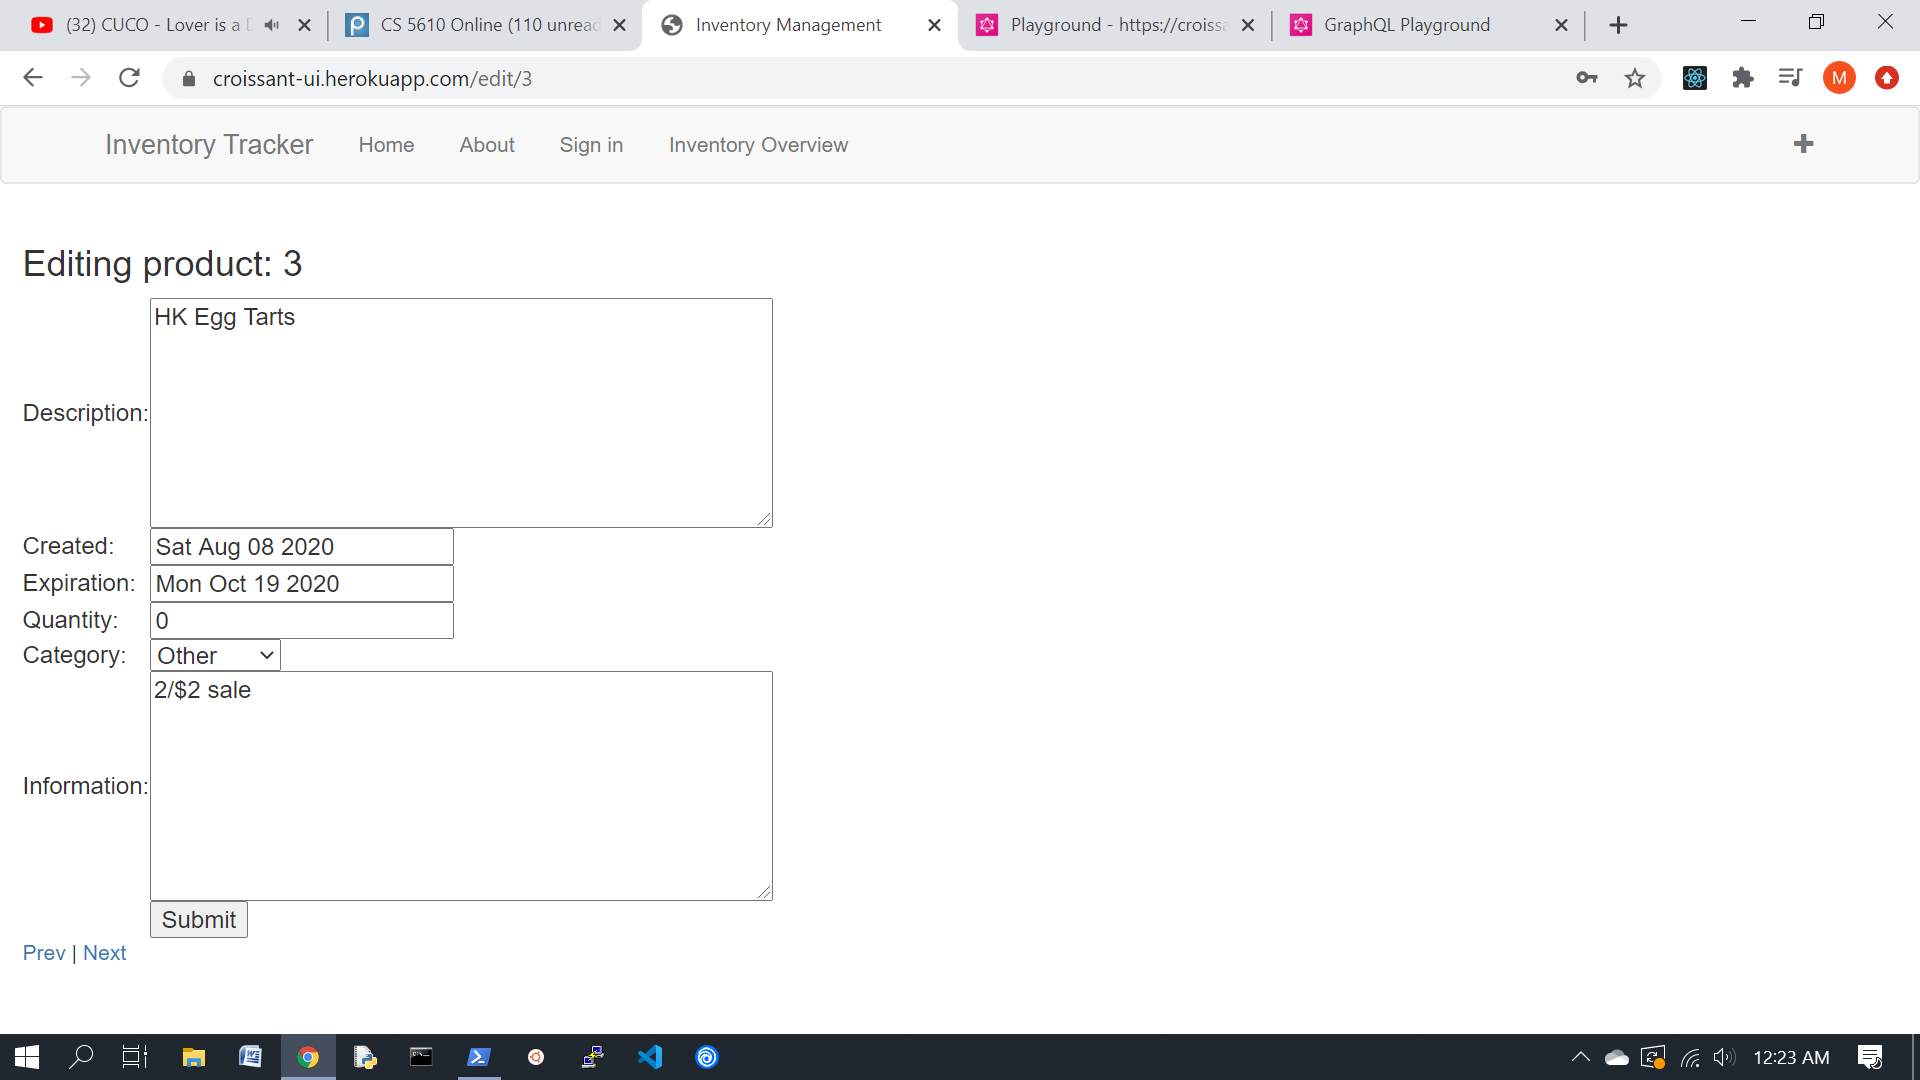 (32) CUCO - Lover is a
CS 5610 Online (110 unread
Inventory Management
Playground - https://croissa
GraphQL Playground
croissant-ui.herokuapp.com/edit/3
M
Inventory Tracker Home About Sign in Inventory Overview
Editing product: 3
Description: HK Egg Tarts
Created: Sat Aug 08 2020
Expiration: Mon Oct 19 2020
Quantity: 0
Category: Other
Information: 2/$2 sale
Submit
Prev | Next
12:23 AM